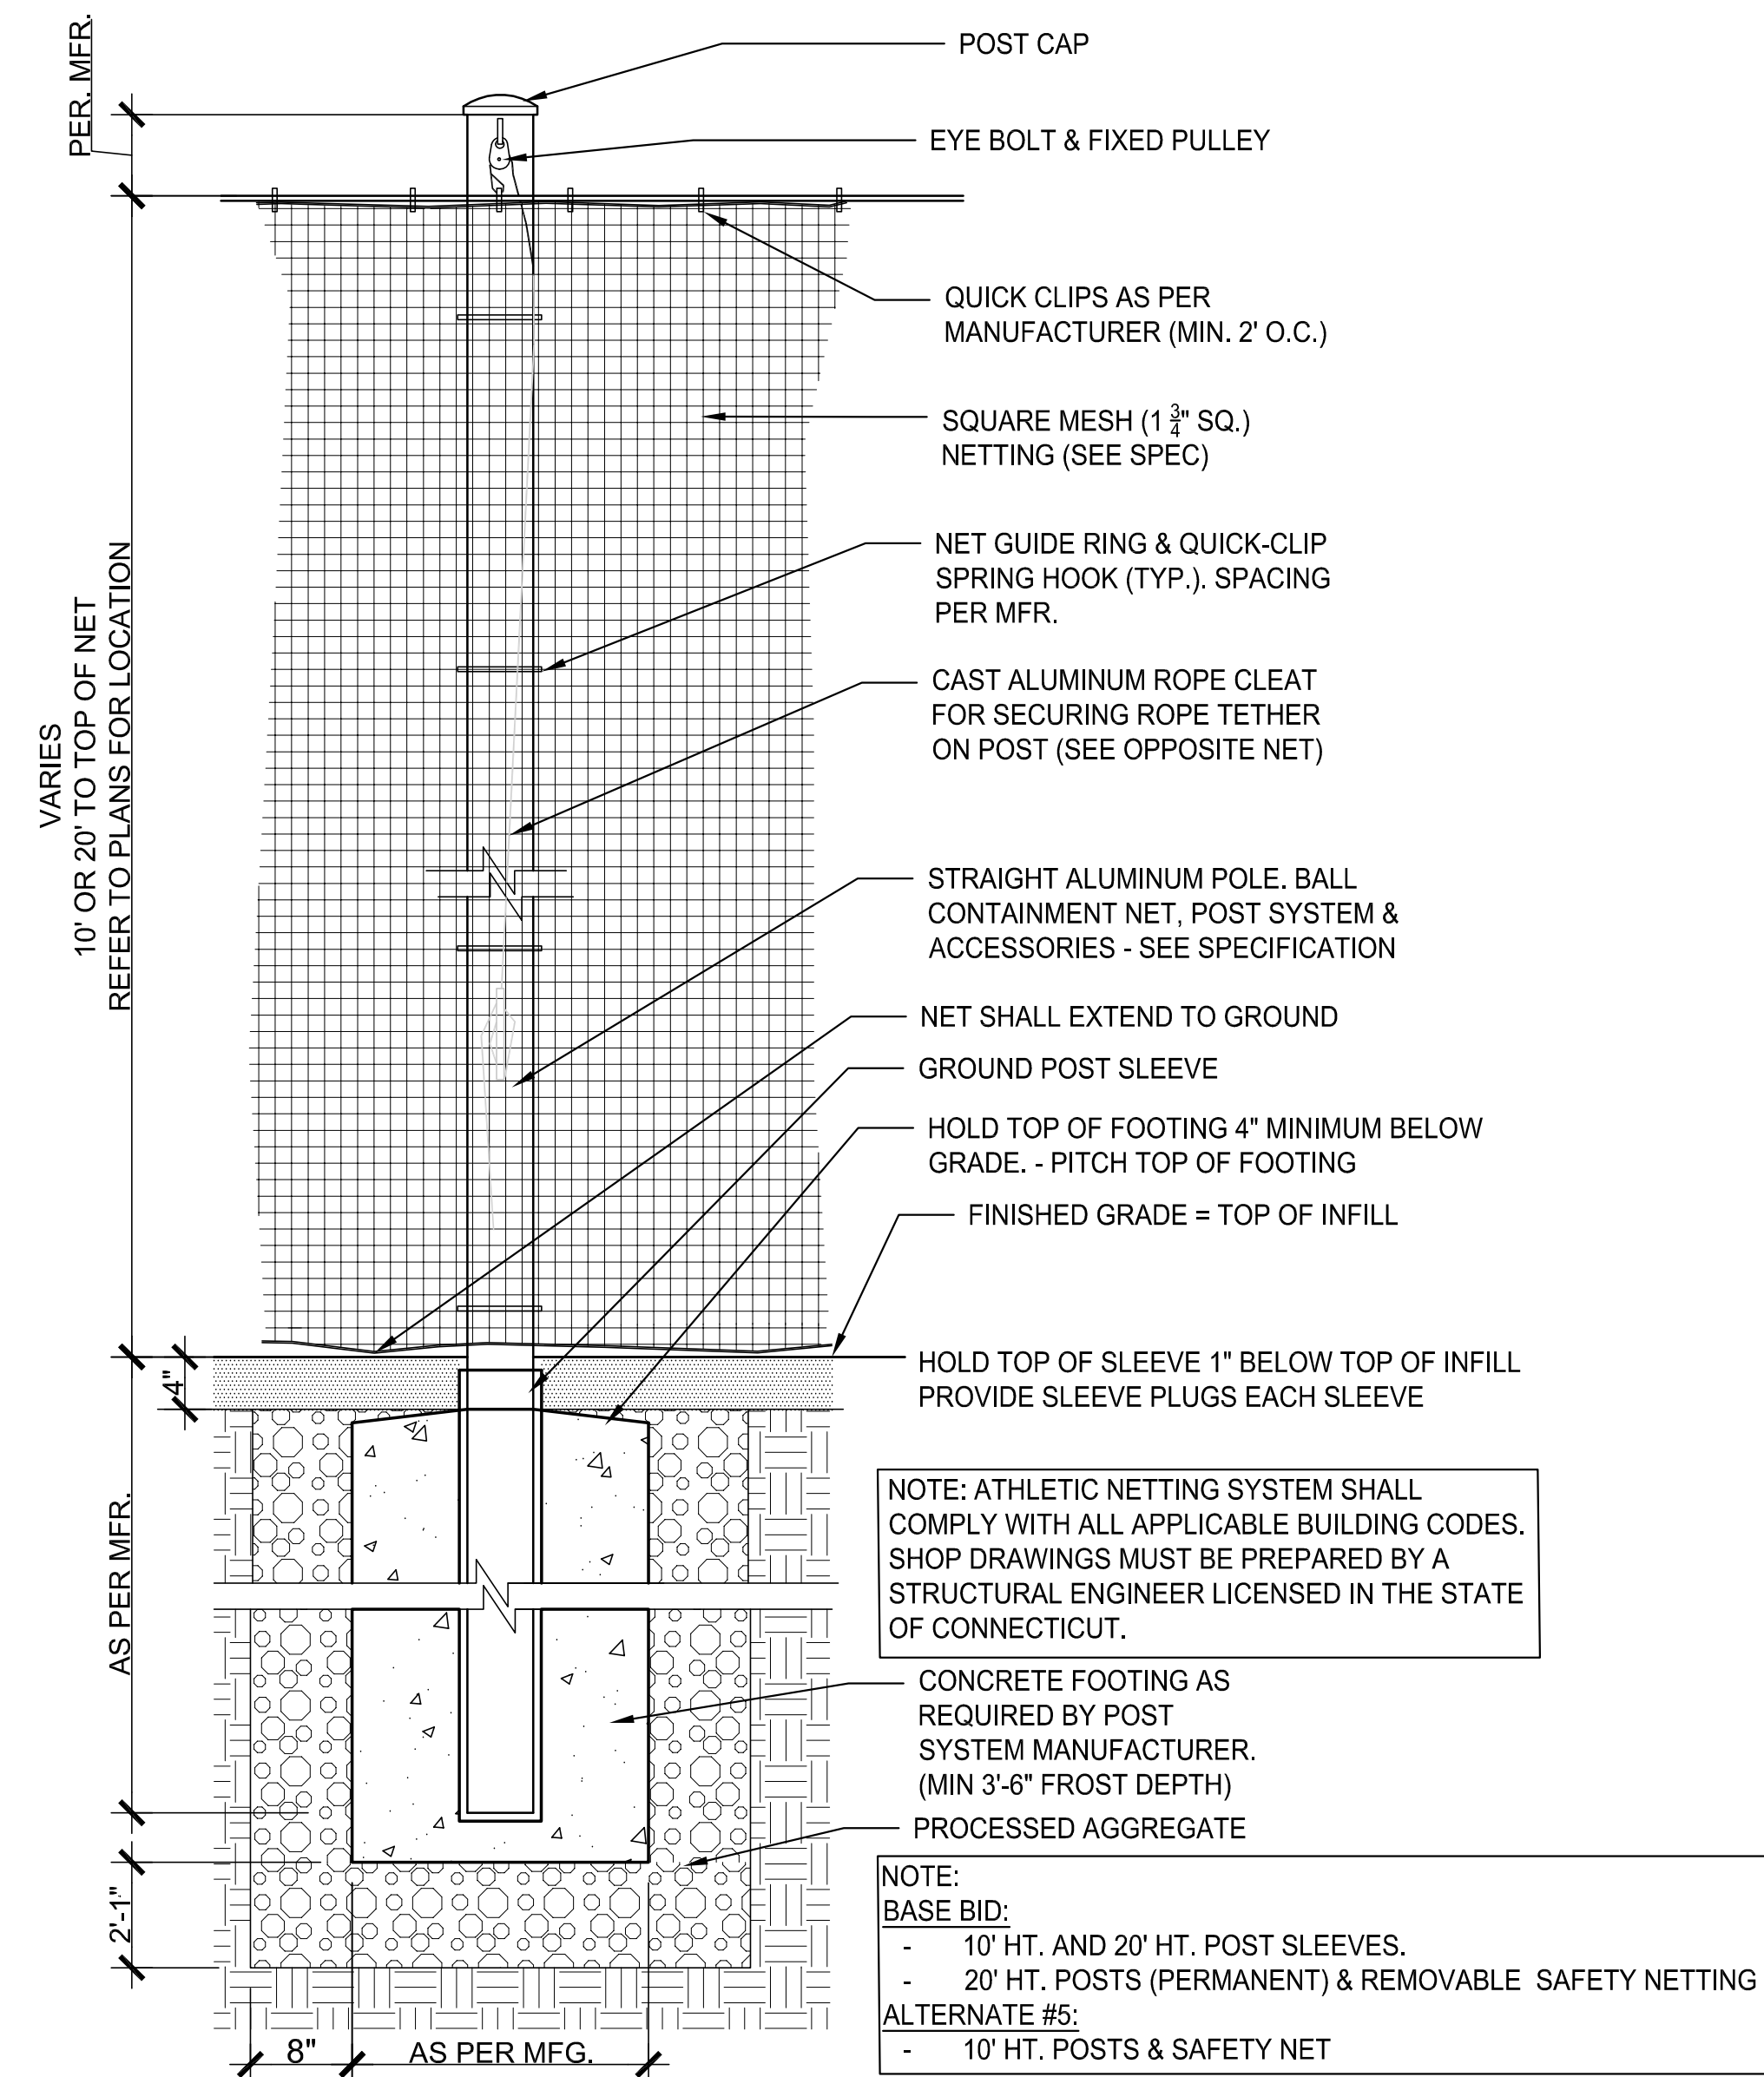 PER. MFR.
POST CAP
EYE BOLT & FIXED PULLEY
QUICK CLIPS AS PER
MANUFACTURER (MIN. 2' O.C.)
SQUARE MESH (1 3/4" SQ.)
NETTING (SEE SPEC)
NET GUIDE RING & QUICK-CLIP
SPRING HOOK (TYP.). SPACING
PER MFR.
VARIES
10' OR 20' TO TOP OF NET
REFER TO PLANS FOR LOCATION
CAST ALUMINUM ROPE CLEAT
FOR SECURING ROPE TETHER
ON POST (SEE OPPOSITE NET)
STRAIGHT ALUMINUM POLE. BALL
CONTAINMENT NET, POST SYSTEM &
ACCESSORIES - SEE SPECIFICATION
NET SHALL EXTEND TO GROUND
GROUND POST SLEEVE
HOLD TOP OF FOOTING 4" MINIMUM BELOW
GRADE. - PITCH TOP OF FOOTING
FINISHED GRADE = TOP OF INFILL
4"
HOLD TOP OF SLEEVE 1" BELOW TOP OF INFILL
PROVIDE SLEEVE PLUGS EACH SLEEVE
AS PER MFR.
NOTE: ATHLETIC NETTING SYSTEM SHALL
COMPLY WITH ALL APPLICABLE BUILDING CODES.
SHOP DRAWINGS MUST BE PREPARED BY A
STRUCTURAL ENGINEER LICENSED IN THE STATE
OF CONNECTICUT.
CONCRETE FOOTING AS
REQUIRED BY POST
SYSTEM MANUFACTURER.
(MIN 3'-6" FROST DEPTH)
PROCESSED AGGREGATE
2'-1"
NOTE:
BASE BID:
- 10' HT. AND 20' HT. POST SLEEVES.
- 20' HT. POSTS (PERMANENT) & REMOVABLE SAFETY NETTING
ALTERNATE #5:
- 10' HT. POSTS & SAFETY NET
8"
AS PER MFG.